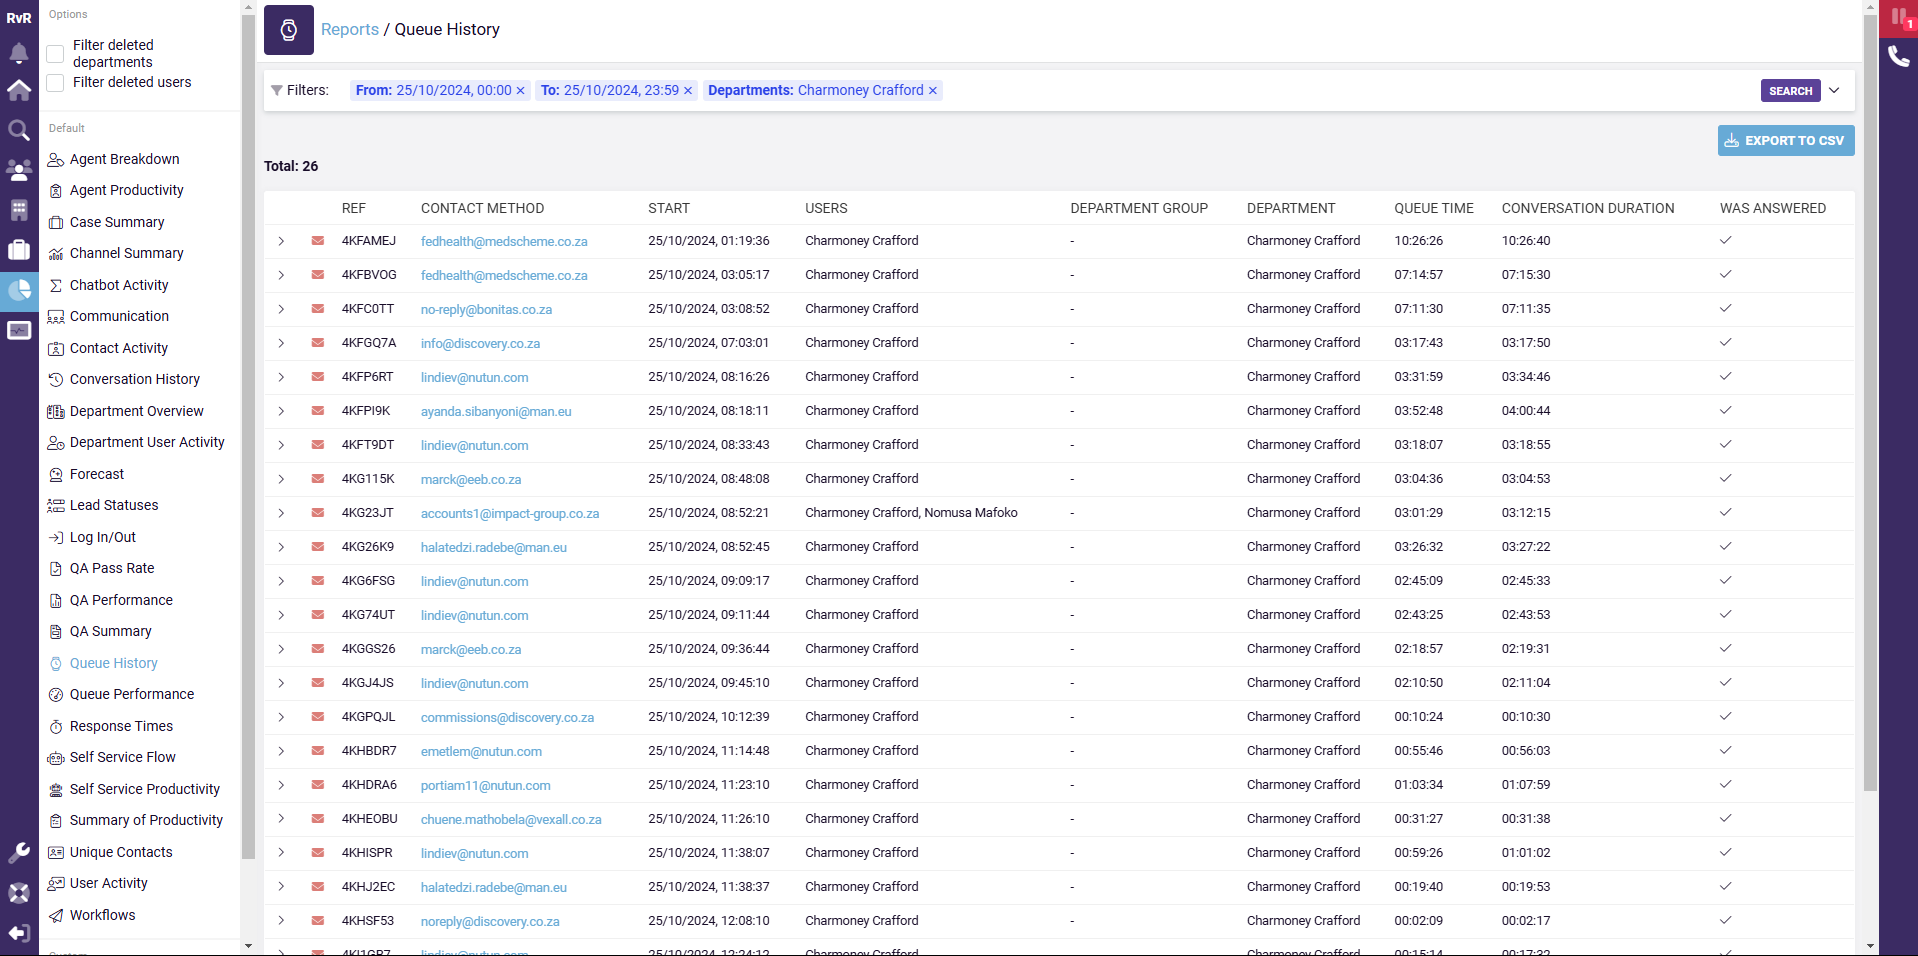 RvR
Options
Filter deleted
departments
Filter deleted users
Default
Agent Breakdown
Agent Productivity
Case Summary
Channel Summary
Chatbot Activity
Communication
Contact Activity
Conversation History
Department Overview
Department User Activity
Forecast
Lead Statuses
Log In/Out
QA Pass Rate
QA Performance
QA Summary
Queue History
Queue Performance
Response Times
Self Service Flow
Self Service Productivity
Summary of Productivity
Unique Contacts
User Activity
Workflows
Reports / Queue History
1
Filters: From: 25/10/2024, 00:00 × To: 25/10/2024, 23:59 × Departments: Charmoney Crafford × SEARCH
EXPORT TO CSV
Total: 26
REF CONTACT METHOD START USERS DEPARTMENT GROUP DEPARTMENT QUEUE TIME CONVERSATION DURATION WAS ANSWERED
4KFAMEJ fedhealth@medscheme.co.za 25/10/2024, 01:19:36 Charmoney Crafford - Charmoney Crafford 10:26:26 10:26:40
4KFBVOG fedhealth@medscheme.co.za 25/10/2024, 03:05:17 Charmoney Crafford - Charmoney Crafford 07:14:57 07:15:30
4KFC0TT no-reply@bonitas.co.za 25/10/2024, 03:08:52 Charmoney Crafford - Charmoney Crafford 07:11:30 07:11:35
4KFGQ7A info@discovery.co.za 25/10/2024, 07:03:01 Charmoney Crafford - Charmoney Crafford 03:17:43 03:17:50
4KFP6RT lindiev@nutun.com 25/10/2024, 08:16:26 Charmoney Crafford - Charmoney Crafford 03:31:59 03:34:46
4KFPI9K ayanda.sibanyoni@man.eu 25/10/2024, 08:18:11 Charmoney Crafford - Charmoney Crafford 03:52:48 04:00:44
4KFT9DT lindiev@nutun.com 25/10/2024, 08:33:43 Charmoney Crafford - Charmoney Crafford 03:18:07 03:18:55
4KG115K marck@eeb.co.za 25/10/2024, 08:48:08 Charmoney Crafford - Charmoney Crafford 03:04:36 03:04:53
4KG23JT accounts1@impact-group.co.za 25/10/2024, 08:52:21 Charmoney Crafford, Nomusa Mafoko - Charmoney Crafford 03:01:29 03:12:15
4KG26K9 halatedzi.radebe@man.eu 25/10/2024, 08:52:45 Charmoney Crafford - Charmoney Crafford 03:26:32 03:27:22
4KG6FSG lindiev@nutun.com 25/10/2024, 09:09:17 Charmoney Crafford - Charmoney Crafford 02:45:09 02:45:33
4KG74UT lindiev@nutun.com 25/10/2024, 09:11:44 Charmoney Crafford - Charmoney Crafford 02:43:25 02:43:53
4KGGS26 marck@eeb.co.za 25/10/2024, 09:36:44 Charmoney Crafford - Charmoney Crafford 02:18:57 02:19:31
4KGJ4JS lindiev@nutun.com 25/10/2024, 09:45:10 Charmoney Crafford - Charmoney Crafford 02:10:50 02:11:04
4KGPQJL commissions@discovery.co.za 25/10/2024, 10:12:39 Charmoney Crafford - Charmoney Crafford 00:10:24 00:10:30
4KHBDR7 emetlem@nutun.com 25/10/2024, 11:14:48 Charmoney Crafford - Charmoney Crafford 00:55:46 00:56:03
4KHDRA6 portiam11@nutun.com 25/10/2024, 11:23:10 Charmoney Crafford - Charmoney Crafford 01:03:34 01:07:59
4KHEOBU chuene.mathobela@vexall.co.za 25/10/2024, 11:26:10 Charmoney Crafford - Charmoney Crafford 00:31:27 00:31:38
4KHISPR lindiev@nutun.com 25/10/2024, 11:38:07 Charmoney Crafford - Charmoney Crafford 00:59:26 01:01:02
4KHJ2EC halatedzi.radebe@man.eu 25/10/2024, 11:38:37 Charmoney Crafford - Charmoney Crafford 00:19:40 00:19:53
4KHSF53 noreply@discovery.co.za 25/10/2024, 12:08:10 Charmoney Crafford - Charmoney Crafford 00:02:09 00:02:17